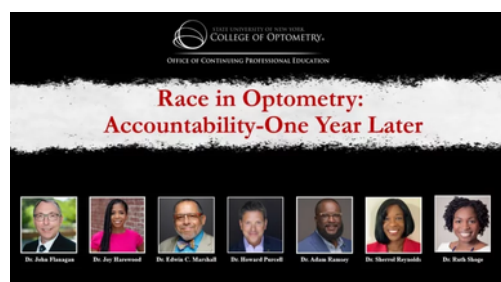 STATE UNIVERSITY OF NEW YORK
COLLEGE OF OPTOMETRY.
OFFICE OF CONTINUING PROFESSIONAL EDUCATION
Race in Optometry:
Accountability-One Year Later
Dr. John Flanagan Dr. Joy Harewood Dr. Edwin C. Marshall Dr. Howard Purcell Dr. Adam Ramsey Dr. Sherrol Reynolds Dr. Ruth Shoge